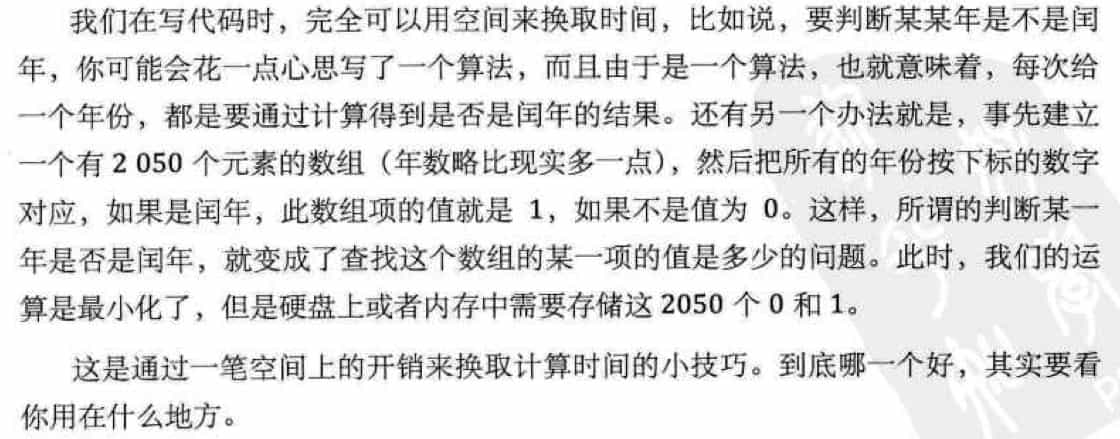 我们在写代码时，完全可以用空间来换取时间，比如说，要判断某某年是不是闰
年，你可能会花一点心思写了一个算法，而且由于是一个算法，也就意味着，每次给
一个年份，都是要通过计算得到是否是闰年的结果。还有另一个办法就是，事先建立
一个有 2 050 个元素的数组（年数略比现实多一点），然后把所有的年份按下标的数字
对应，如果是闰年，此数组项的值就是 1，如果不是值为 0。这样，所谓的判断某一
年是否是闰年，就变成了查找这个数组的某一项的值是多少的问题。此时，我们的运
算是最小化了，但是硬盘上或者内存中需要存储这 2050 个 0 和 1。
这是通过一笔空间上的开销来换取计算时间的小技巧。到底哪一个好，其实要看
你用在什么地方。